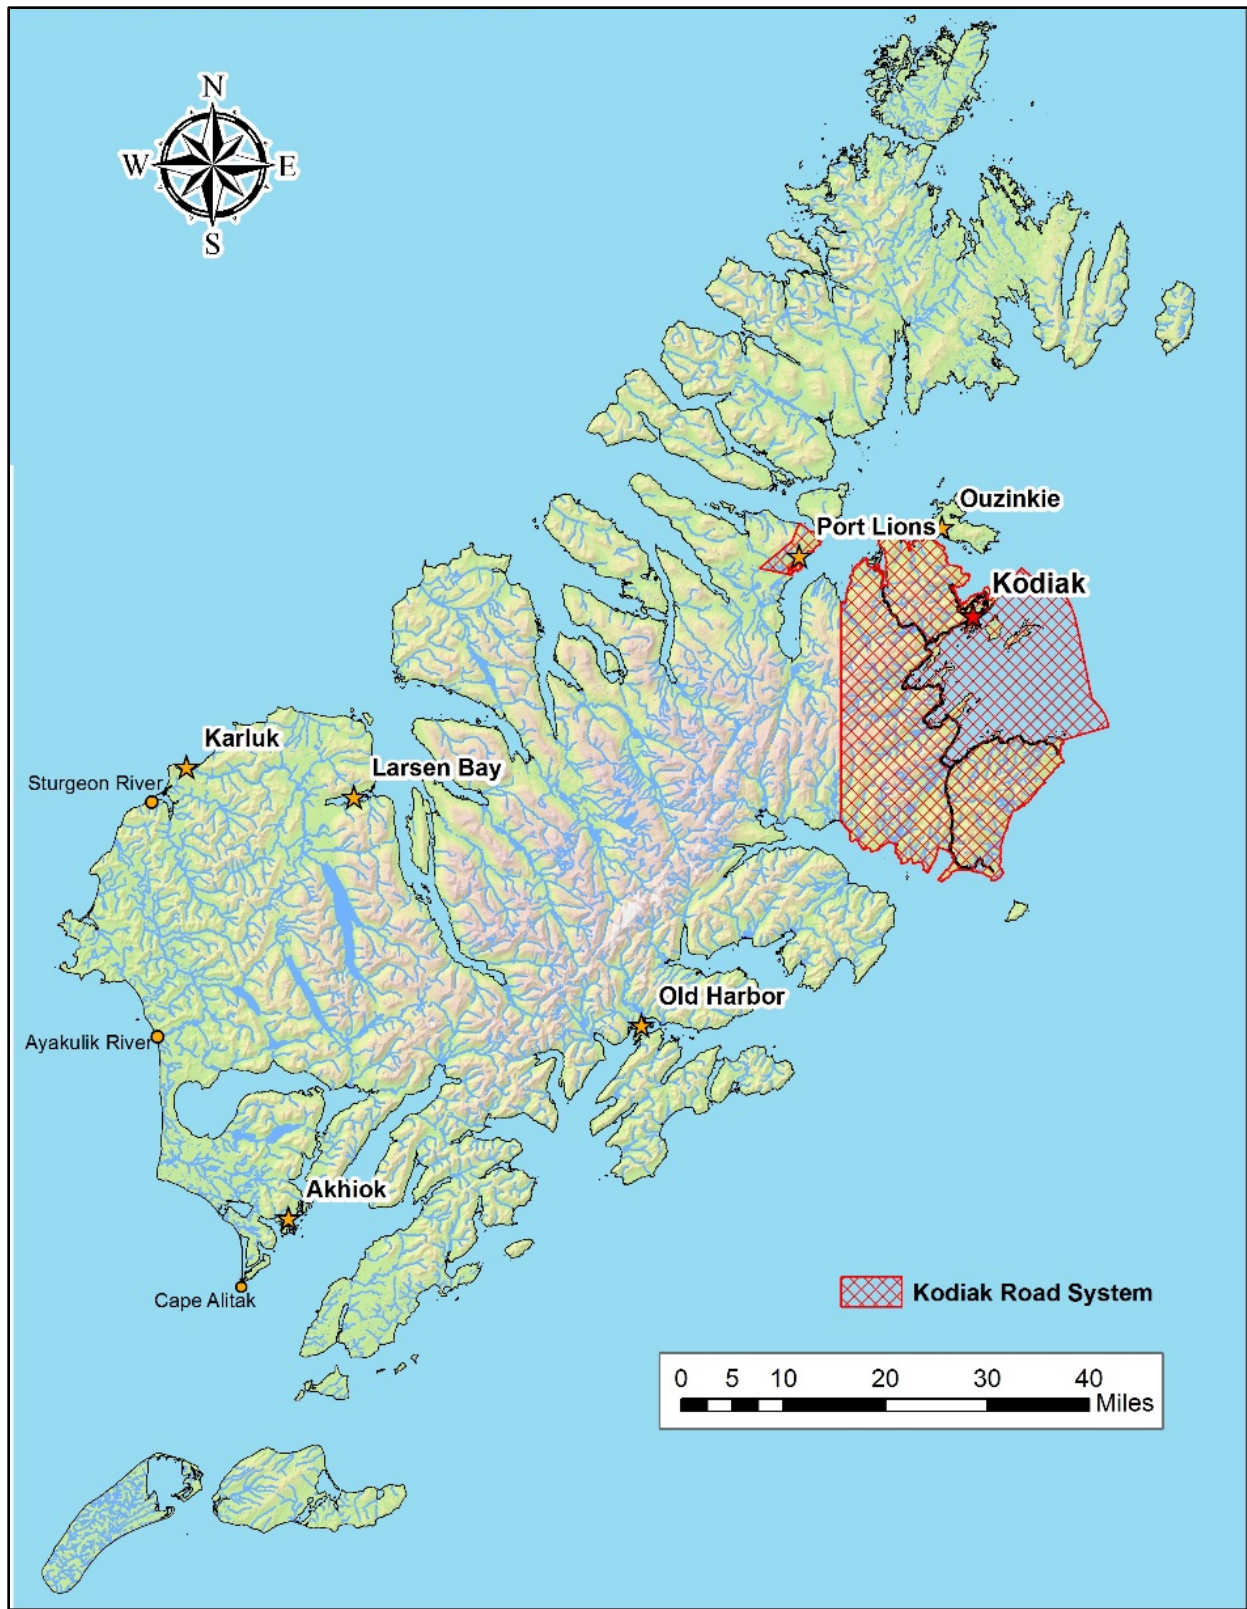 N
W E
S
Ouzinkie
Port Lions
Kodiak
Karluk
Larsen Bay
Sturgeon River
Old Harbor
Ayakulik River
Akhiok
Cape Alitak
Kodiak Road System
0 5 10 20 30 40
Miles